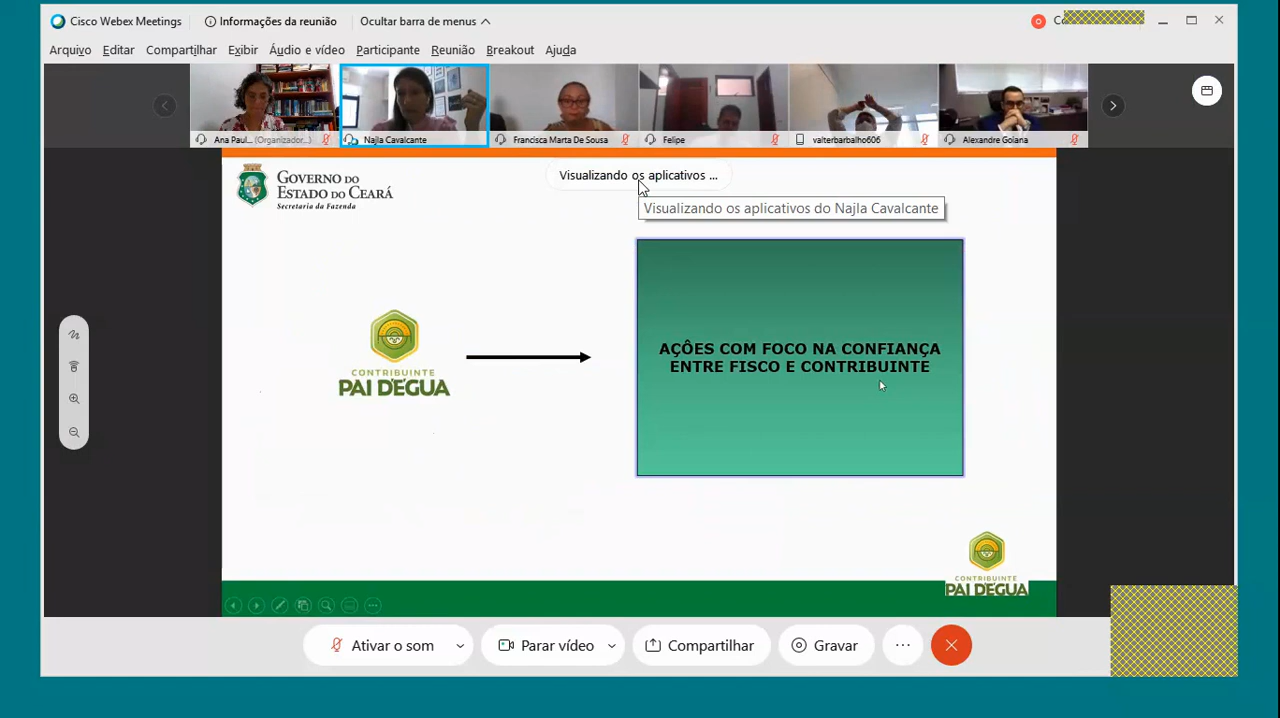 Cisco Webex Meetings
Informações da reunião
Ocultar barra de menus
Arquivo Editar Compartilhar Exibir Áudio e vídeo Participante Reunião Breakout Ajuda
Ana Paul... (Organizador...)
Najla Cavalcante
Francisca Marta De Sousa
Felipe
valterbarbalho606
Alexandre Goiana
GOVERNO DO
ESTADO DO CEARÁ
Secretaria da Fazenda
Visualizando os aplicativos ...
Visualizando os aplicativos do Najla Cavalcante
CONTRIBUINTE
PAI D'ÉGUA
AÇÕES COM FOCO NA CONFIANÇA
ENTRE FISCO E CONTRIBUINTE
CONTRIBUINTE
PAI D'ÉGUA
Ativar o som
Parar vídeo
Compartilhar
Gravar